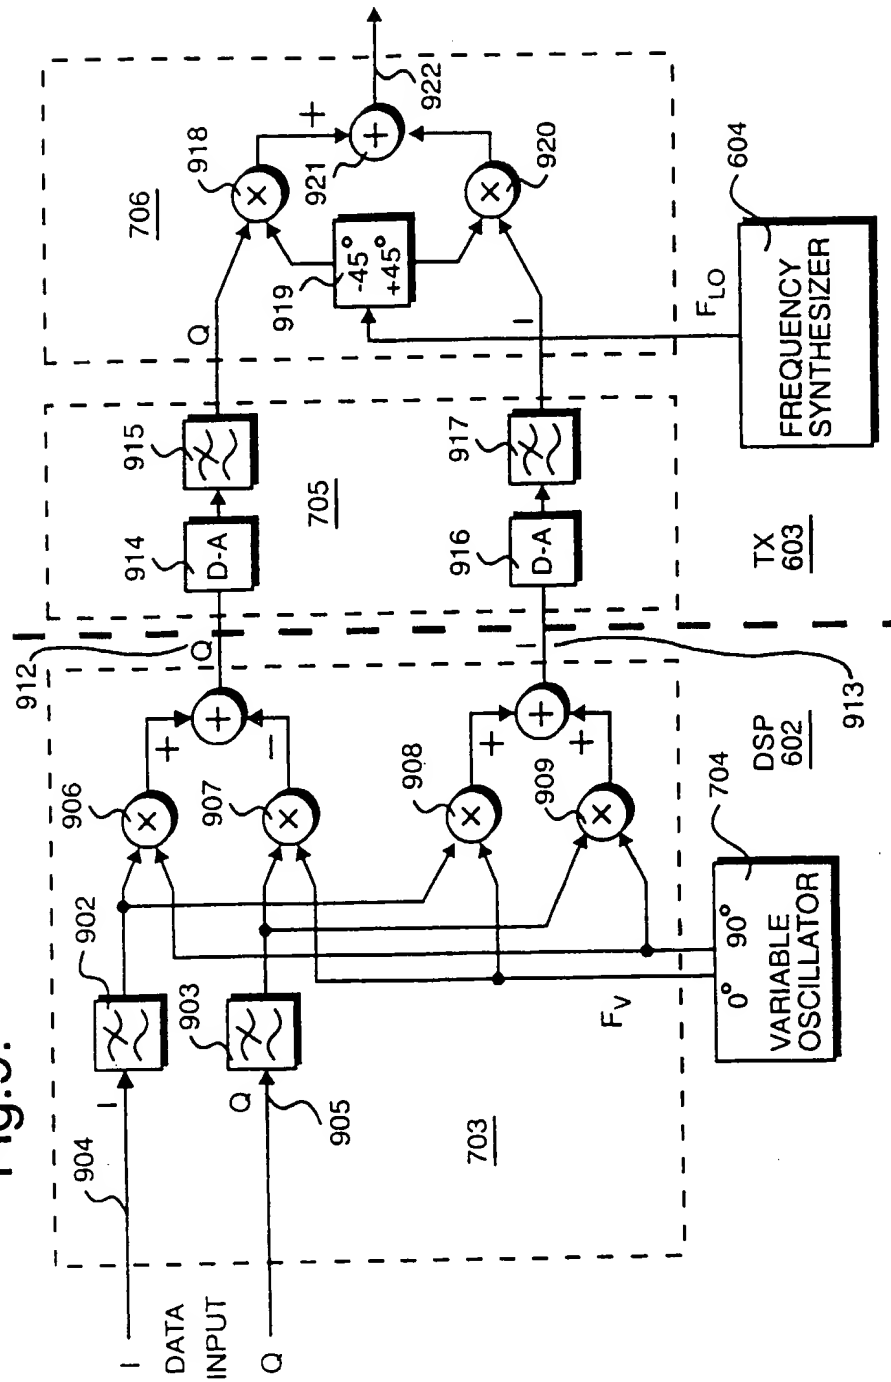 Fig.9.
I
DATA
INPUT
Q
904
I
902
Q
903
905
703
906
+
907
−
908
+
909
+
F_V
0° 90°
VARIABLE
OSCILLATOR
704
DSP
602
912
Q
I
913
914
D-A
915
705
916
D-A
917
TX
603
Q
706
919
-45°
+45°
918
+
921
920
922
I
F_LO
FREQUENCY
SYNTHESIZER
604